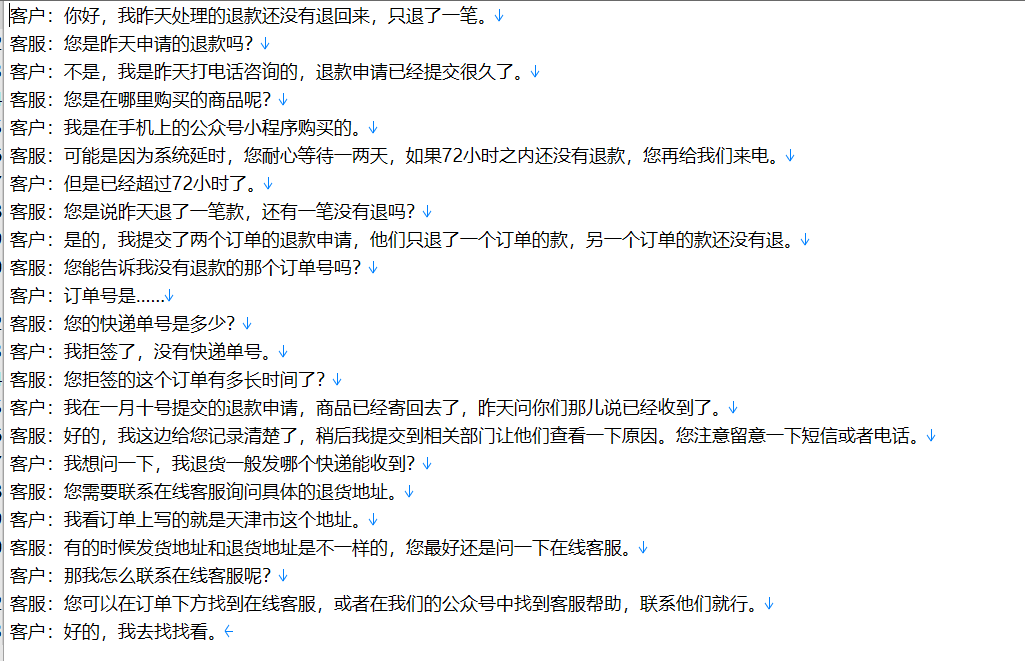 客户：你好，我昨天处理的退款还没有退回来，只退了一笔。↓
客服：您是昨天申请的退款吗？↓
客户：不是，我是昨天打电话咨询的，退款申请已经提交很久了。↓
客服：您是在哪里购买的商品呢？↓
客户：我是在手机上的公众号小程序购买的。↓
客服：可能是因为系统延时，您耐心等待一两天，如果72小时之内还没有退款，您再给我们来电。↓
客户：但是已经超过72小时了。↓
客服：您是说昨天退了一笔款，还有一笔没有退吗？↓
客户：是的，我提交了两个订单的退款申请，他们只退了一个订单的款，另一个订单的款还没有退。↓
客服：您能告诉我没有退款的那个订单号吗？↓
客户：订单号是……↓
客服：您的快递单号是多少？↓
客户：我拒签了，没有快递单号。↓
客服：您拒签的这个订单有多长时间了？↓
客户：我在一月十号提交的退款申请，商品已经寄回去了，昨天问你们那儿说已经收到了。↓
客服：好的，我这边给您记录清楚了，稍后我提交到相关部门让他们查看一下原因。您注意留意一下短信或者电话。↓
客户：我想问一下，我退货一般发哪个快递能收到？↓
客服：您需要联系在线客服询问具体的退货地址。↓
客户：我看订单上写的就是天津市这个地址。↓
客服：有的时候发货地址和退货地址是不一样的，您最好还是问一下在线客服。↓
客户：那我怎么联系在线客服呢？↓
客服：您可以在订单下方找到在线客服，或者在我们的公众号中找到客服帮助，联系他们就行。↓
客户：好的，我去找找看。←